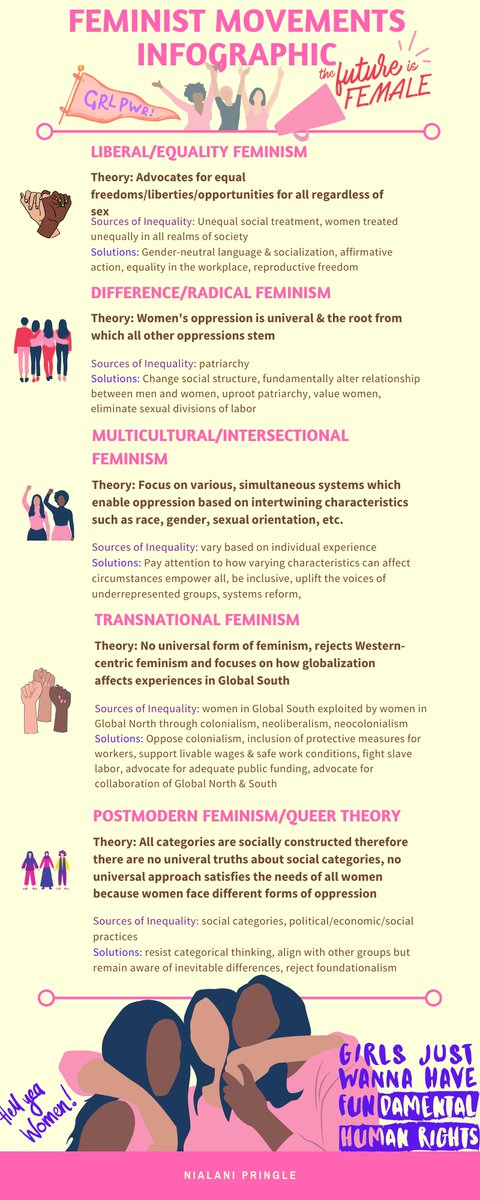 FEMINIST MOVEMENTS
INFOGRAPHIC
GRLPWR!
the future is
FEMALE
LIBERAL/EQUALITY FEMINISM
Theory: Advocates for equal
freedoms/liberties/opportunities for all regardless of
sex
Sources of Inequality: Unequal social treatment, women treated
unequally in all realms of society
Solutions: Gender-neutral language & socialization, affirmative
action, equality in the workplace, reproductive freedom
DIFFERENCE/RADICAL FEMINISM
Theory: Women's oppression is univeral & the root from
which all other oppressions stem
Sources of Inequality: patriarchy
Solutions: Change social structure, fundamentally alter relationship
between men and women, uproot patriarchy, value women,
eliminate sexual divisions of labor
MULTICULTURAL/INTERSECTIONAL
FEMINISM
Theory: Focus on various, simultaneous systems which
enable oppression based on intertwining characteristics
such as race, gender, sexual orientation, etc.
Sources of Inequality: vary based on individual experience
Solutions: Pay attention to how varying characteristics can affect
circumstances empower all, be inclusive, uplift the voices of
underrepresented groups, systems reform,
TRANSNATIONAL FEMINISM
Theory: No universal form of feminism, rejects Western-
centric feminism and focuses on how globalization
affects experiences in Global South
Sources of Inequality: women in Global South exploited by women in
Global North through colonialism, neoliberalism, neocolonialism
Solutions: Oppose colonialism, inclusion of protective measures for
workers, support livable wages & safe work conditions, fight slave
labor, advocate for adequate public funding, advocate for
collaboration of Global North & South
POSTMODERN FEMINISM/QUEER THEORY
Theory: All categories are socially constructed therefore
there are no univeral truths about social categories, no
universal approach satisfies the needs of all women
because women face different forms of oppression
Sources of Inequality: social categories, political/economic/social
practices
Solutions: resist categorical thinking, align with other groups but
remain aware of inevitable differences, reject foundationalism
Hell yea
Women!
GIRLS JUST
WANNA HAVE
FUNDAMENTAL
HUMAN RIGHTS
NIALANI PRINGLE